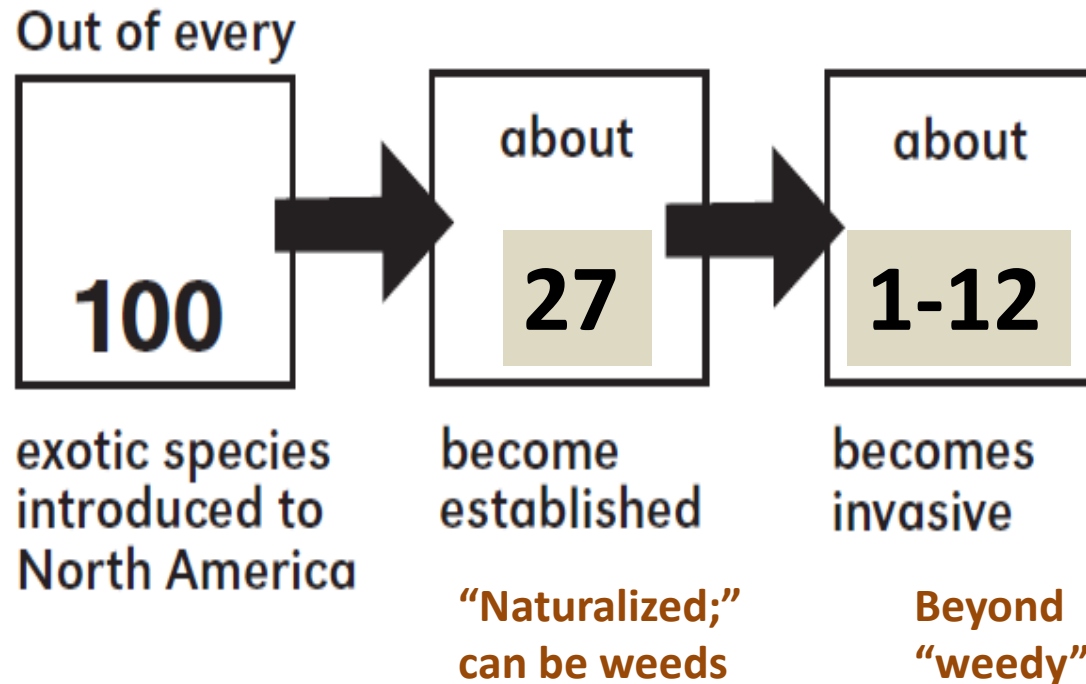 Out of every
100
exotic species
introduced to
North America
about
27
become
established
“Naturalized;”
can be weeds
about
1-12
becomes
invasive
Beyond
“weedy”